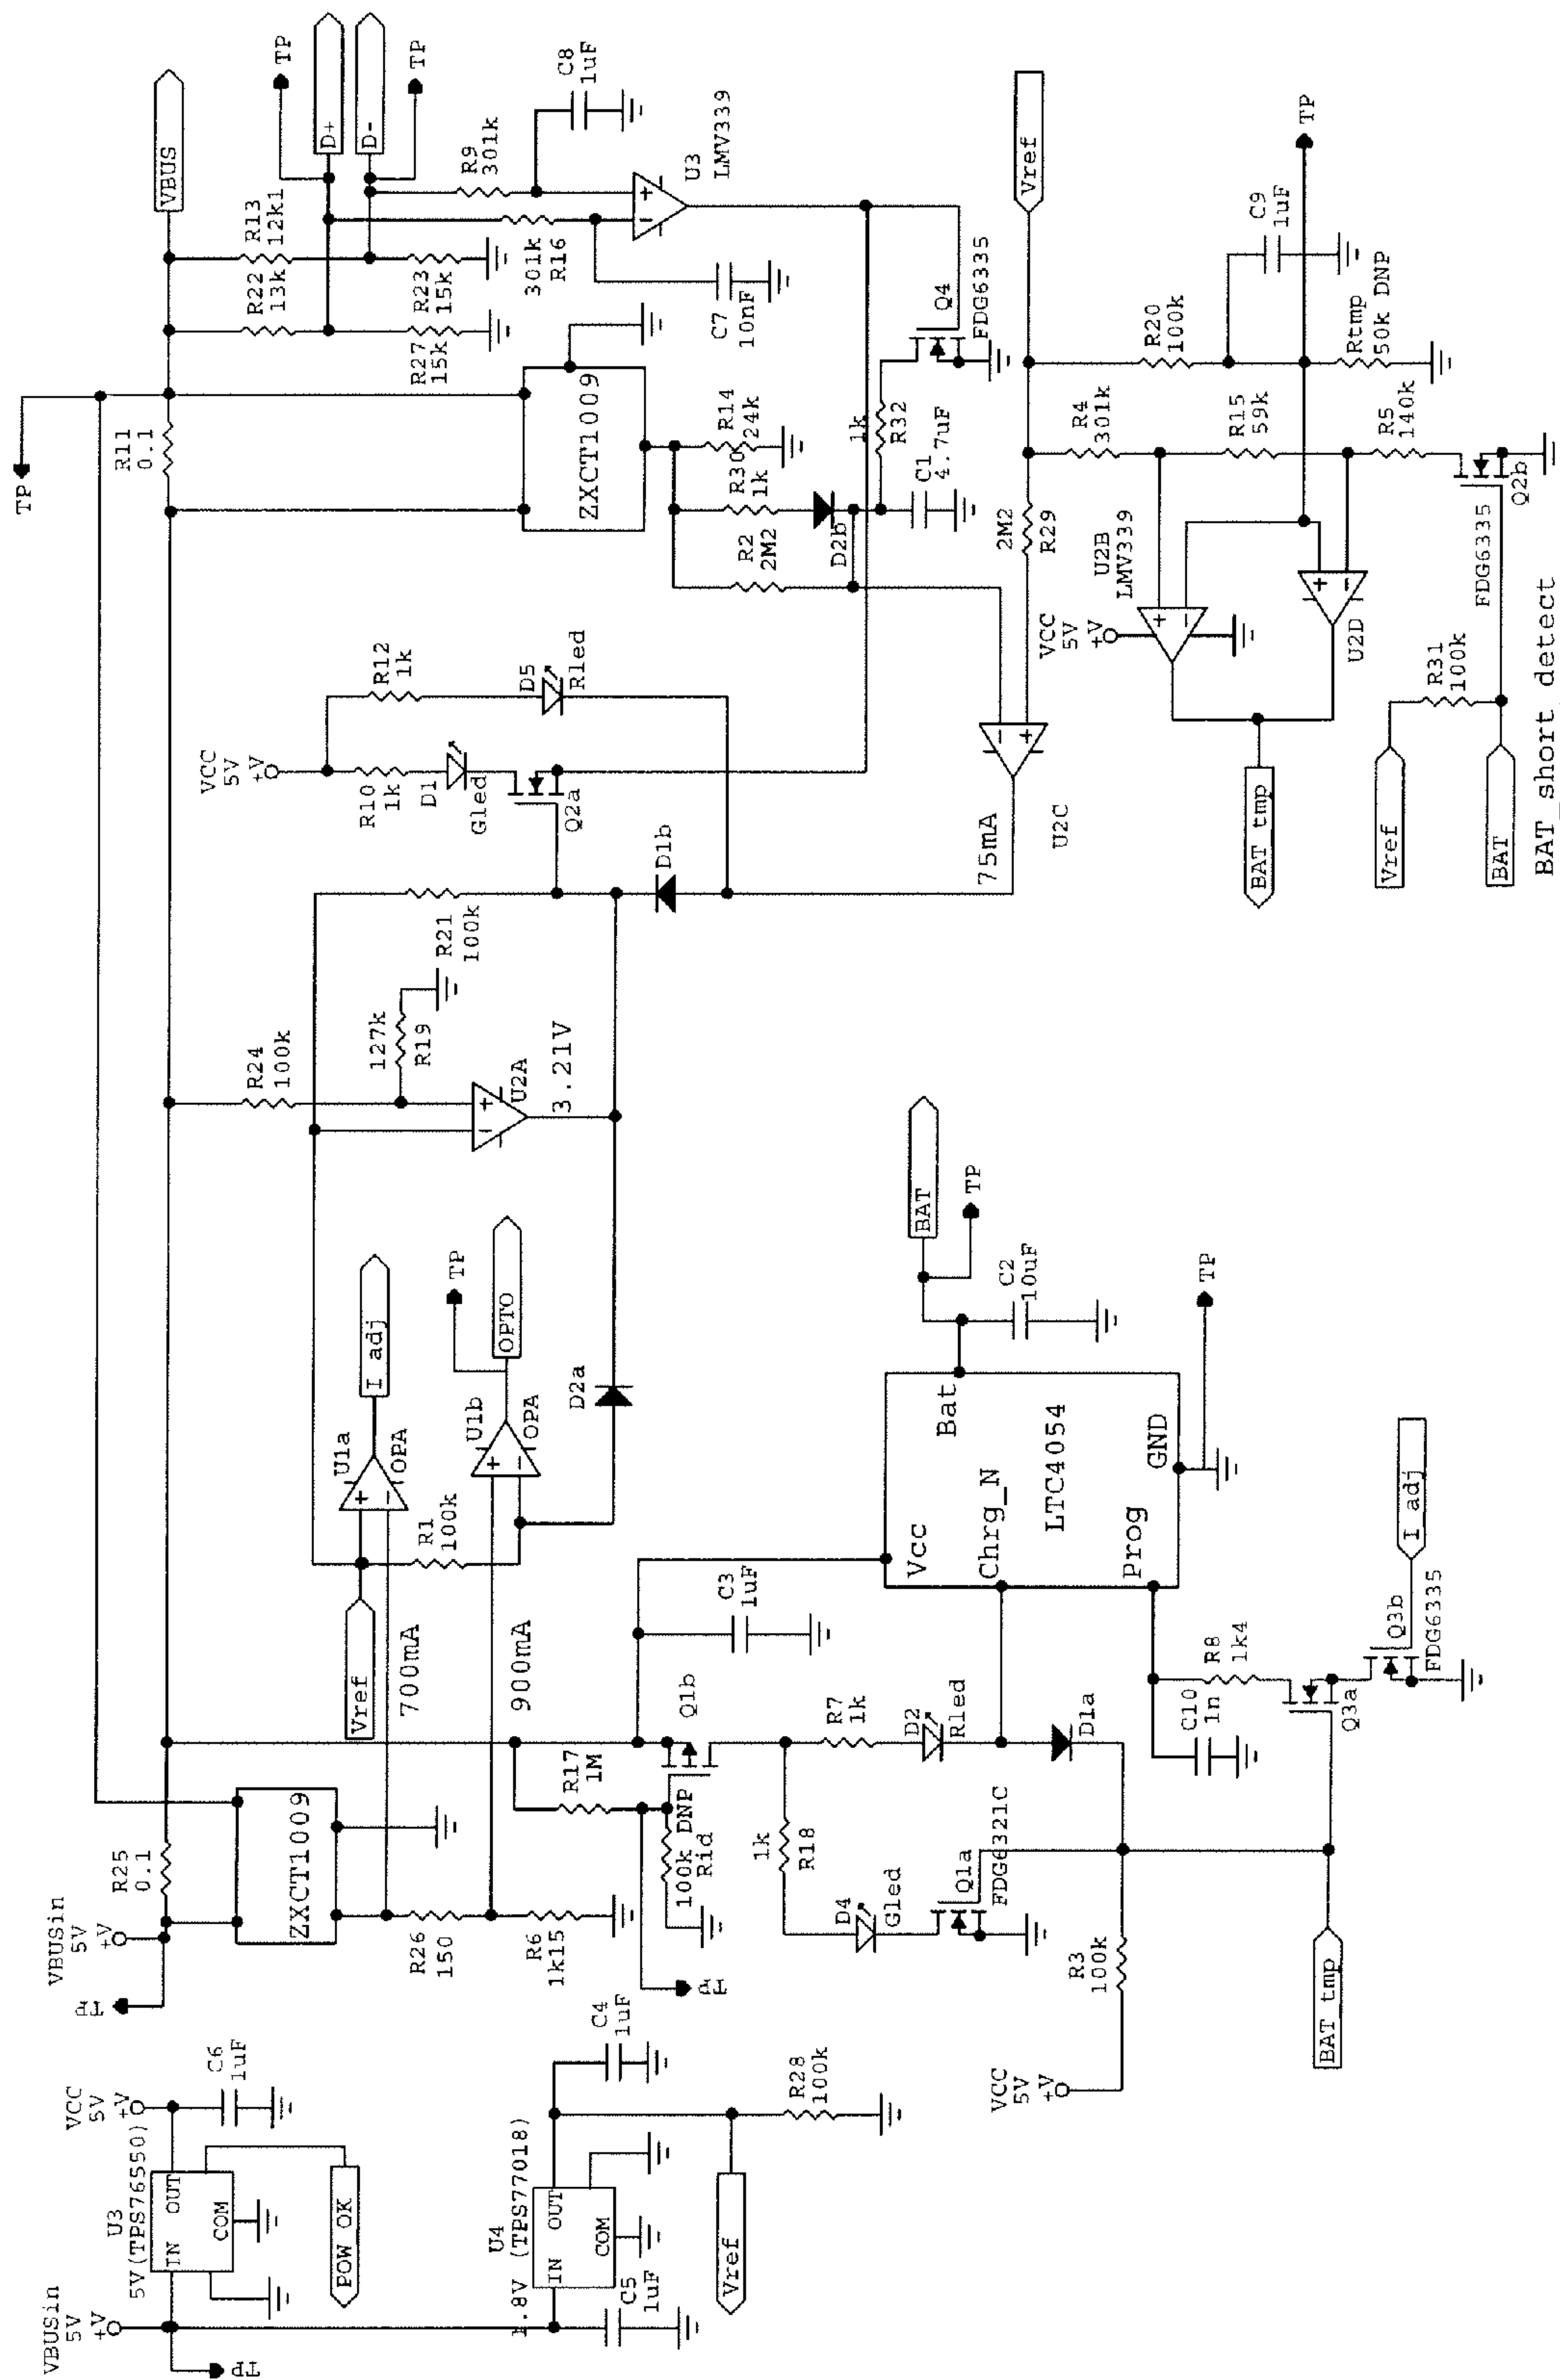 VBUSin
5V
+V
TP
U3
5V(TPS76550)
IN
OUT
COM
VCC
5V
+V
C6
1uF
POW OK
U4
(TPS77018)
IN
OUT
COM
C5
1uF
C4
1uF
Vref
R28
100k
TP
VBUSin
5V
+V
R25
0.1
ZXCT1009
R26
150
R6
1k15
700mA
900mA
Vref
R1
100k
U1a
OPA
I adj
U1b
OPA
OPTO
TP
D2a
R24
100k
127k
R19
U2A
3.21V
R21
100k
D1b
VCC
5V
+V
R10
1k
D1
Gled
Q2a
R12
1k
D5
Rled
TP
R11
0.1
ZXCT1009
R14
24k
R30
1k
R2
2M2
D2b
C1
4.7uF
1k
R32
Q4
FDG6335
VBUS
R13
12k1
R22
13k
R23
15k
R27
15k
TP
D+
D-
TP
R9
301k
301k
R16
C8
1uF
C7
10nF
U3
LMV339
75mA
U2C
2M2
R29
Vref
R4
301k
R20
100k
C9
1uF
TP
R15
59k
Rtmp
50k DNP
R5
140k
Q2b
FDG6335
VCC
5V
+V
U2B
LMV339
U2D
BAT tmp
Vref
R31
100k
BAT
BAT_short_detect
R17
1M
DNP
100k
Rid
TP
Q1b
C3
1uF
R7
1k
D2
Rled
1k
R18
D4
Gled
Q1a
FDG6321C
D1a
VCC
5V
+V
R3
100k
BAT tmp
Vcc
Chrg_N
Prog
Bat
LTC4054
GND
BAT
TP
C2
10uF
TP
C10
1n
R8
1k4
Q3a
Q3b
FDG6335
I adj